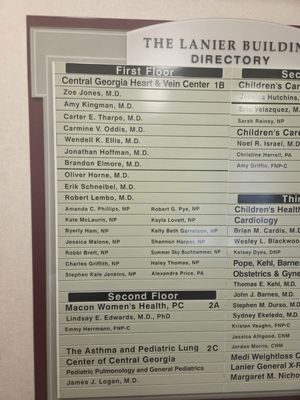 THE LANIER BUILDING
DIRECTORY
First Floor
Central Georgia Heart & Vein Center 1B
Zoe Jones, M.D.
Amy Kingman, M.D.
Carter E. Tharpe, M.D.
Carmine V. Oddis, M.D.
Wendell K. Ellis, M.D.
Jonathan Hoffman, M.D.
Brandon Elmore, M.D.
Oliver Horne, M.D.
Erik Schneibel, M.D.
Robert Lembo, M.D.
Amanda C. Phillips, NP Robert G. Pye, NP
Kate McLaurin, NP Kayla Lovett, NP
Byerly Ham, NP Kelly Beth Garretson, NP
Jessica Malone, NP Shannon Harper, NP
Robbi Brett, NP Summer Sky Buchhammer, NP
Charles Griffith, NP Haley Thomas, NP
Stephen Kale Jenkins, NP Alexandra Price, GA
Second Floor
Macon Women's Health, PC 2A
Lindsay E. Edwards, M.D., PhD
Emmy Herrmann, FNP-C
The Asthma and Pediatric Lung 2C
Center of Central Georgia
Pediatric Pulmonology and General Pediatrics
James J. Logan, M.D.
Children's Car
Hutchins,
Eric Velazquez, M.D.
Sarah Rainey, NP
Children's Car
Noel R. Israel, M.D.
Christine Harrell, PA
Amy Griffin, FNP-C
Thi
Children's Health
Cardiology
Brian M. Cardis, M.D.
Wesley L. Blackwoo
Kelsey Dyes, DNP
Pope, Kehl, Barnes
Obstetrics & Gyne
Thomas E. Kehl, M.D.
John J. Barnes, M.D.
Stephen M. Durso, M.D.
Sydney Ekeledo, M.D.
Kristen Vaughn, FNP-C
Jessica Alligood, CNM
Jordan Morris, CNM
Medi Weightloss C
Lanier General X-R
Margaret M. Nicho